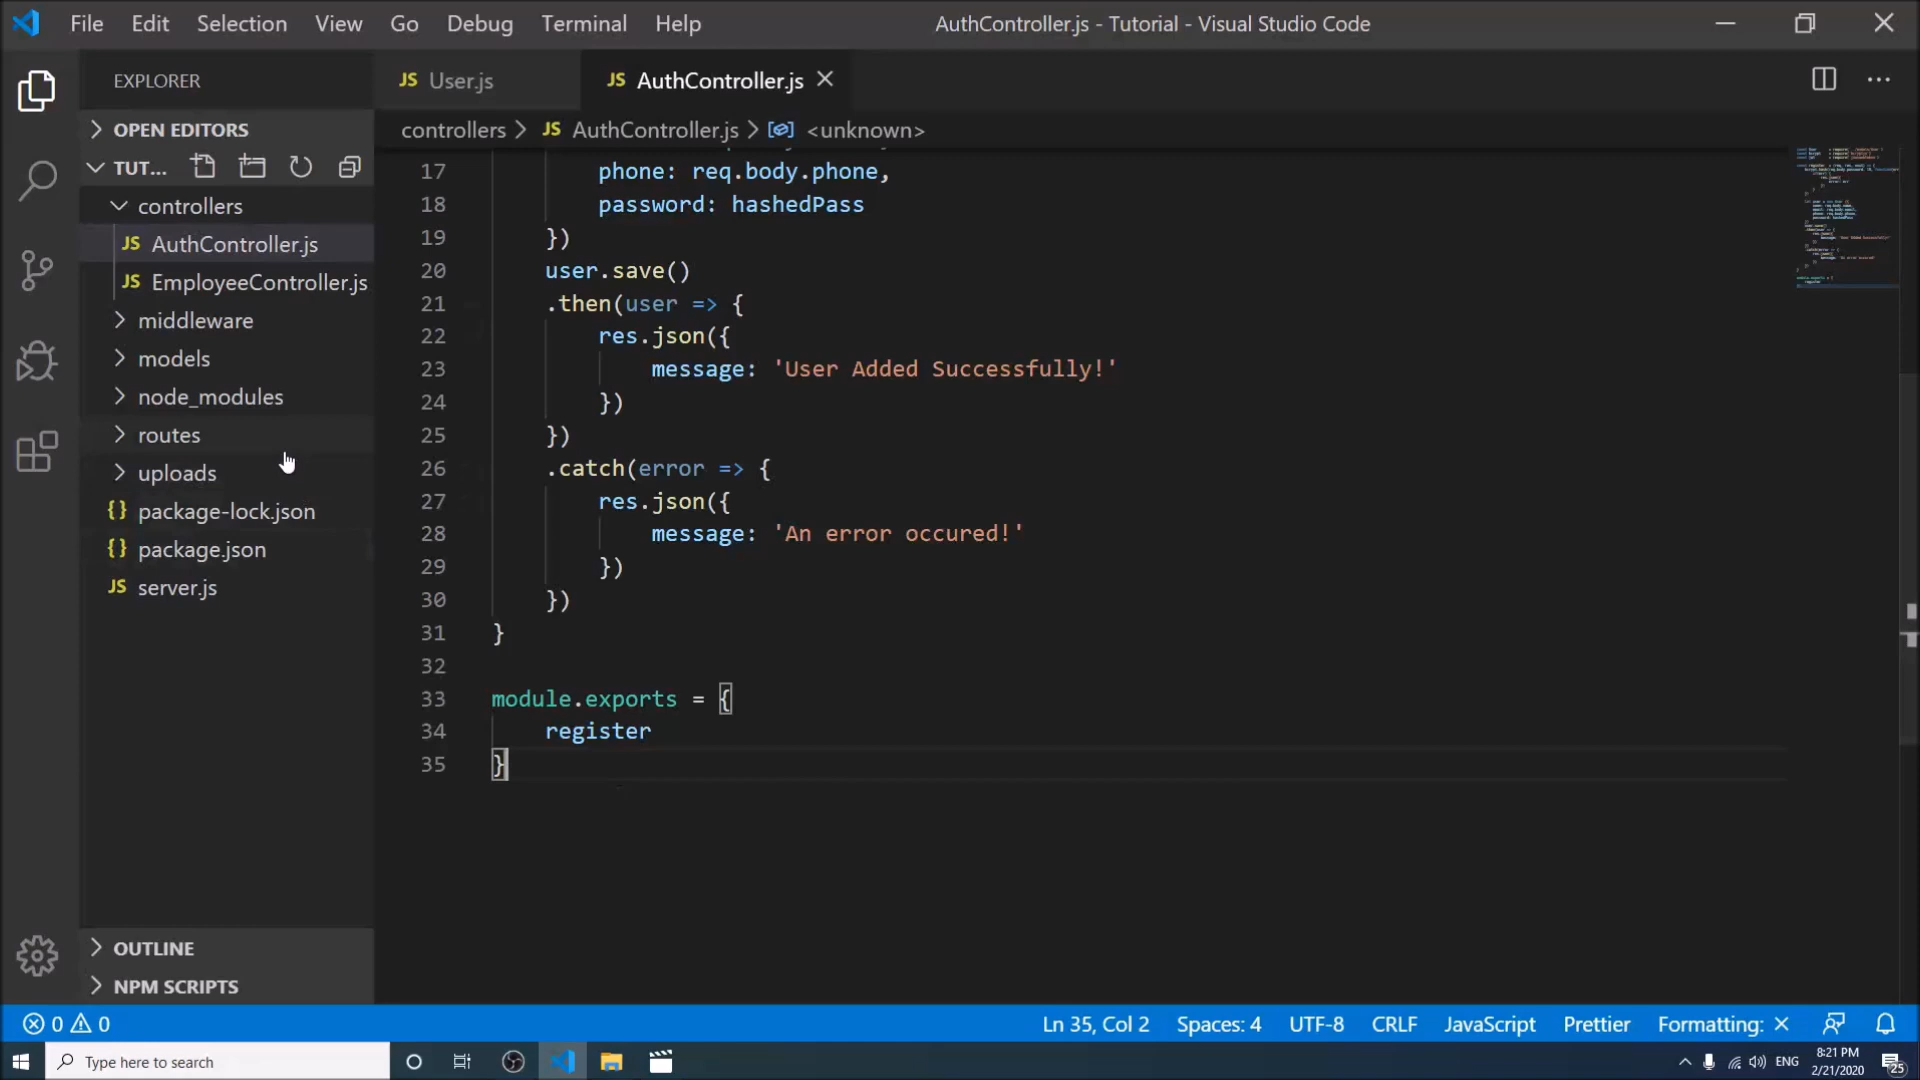 File Edit Selection View Go Debug Terminal Help AuthController.js - Tutorial - Visual Studio Code
EXPLORER
OPEN EDITORS
TUT...
controllers
JS AuthController.js
JS EmployeeController.js
middleware
models
node_modules
routes
uploads
{} package-lock.json
{} package.json
JS server.js
OUTLINE
NPM SCRIPTS
JS User.js JS AuthController.js
controllers > JS AuthController.js > <unknown>
17 phone: req.body.phone,
18 password: hashedPass
19 })
20 user.save()
21 .then(user => {
22 res.json({
23 message: 'User Added Successfully!'
24 })
25 })
26 .catch(error => {
27 res.json({
28 message: 'An error occured!'
29 })
30 })
31 }
32
33 module.exports = {
34 register
35 }
0 0 Ln 35, Col 2 Spaces: 4 UTF-8 CRLF JavaScript Prettier Formatting: ×
Type here to search ENG 8:21 PM
2/21/2020 25